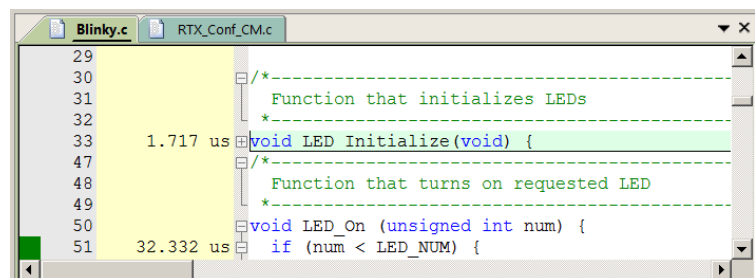 Blinky.c RTX_Conf_CM.c
29
30 /*--------------------------------------------
31 Function that initializes LEDs
32 *--------------------------------------------
33 1.717 us void LED_Initialize(void) {
47 /*--------------------------------------------
48 Function that turns on requested LED
49 *--------------------------------------------
50 void LED_On (unsigned int num) {
51 32.332 us if (num < LED_NUM) {